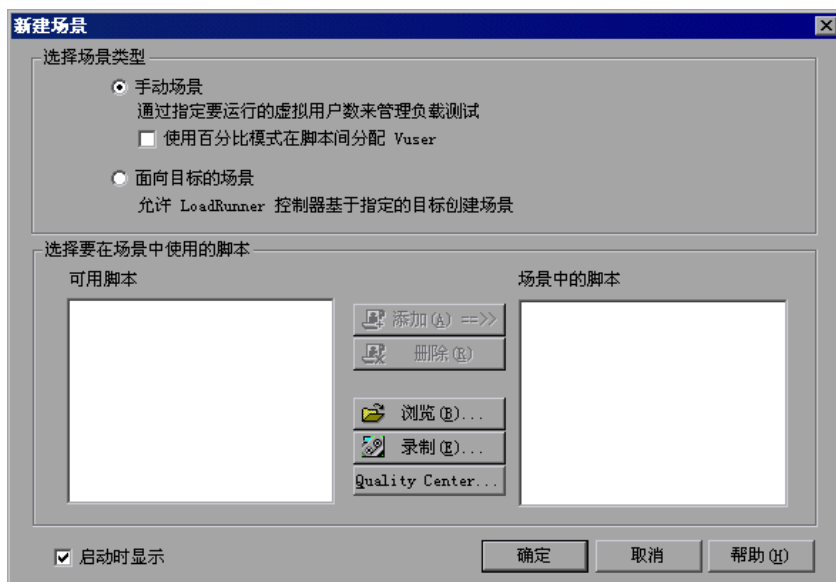 新建场景
选择场景类型
手动场景
通过指定要运行的虚拟用户数来管理负载测试
使用百分比模式在脚本间分配 Vuser
面向目标的场景
允许 LoadRunner 控制器基于指定的目标创建场景
选择要在场景中使用的脚本
可用脚本
场景中的脚本
添加(A) ==>>
删除(R)
浏览(B)...
录制(E)...
Quality Center...
启动时显示
确定
取消
帮助(H)